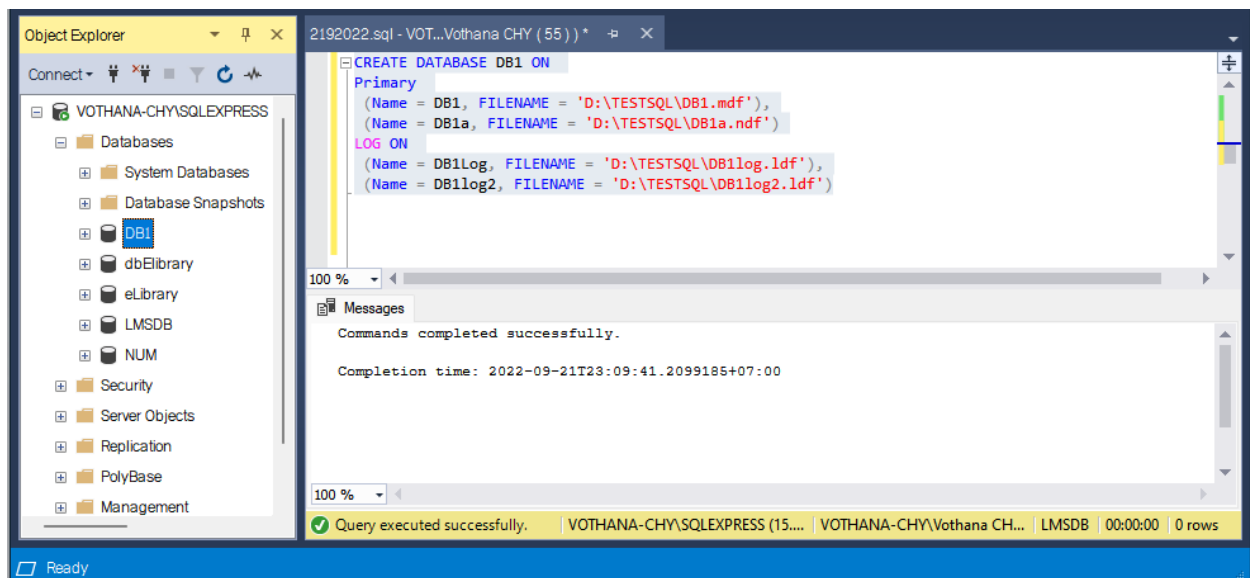 Object Explorer
Connect
VOTHANA-CHY\SQLEXPRESS
Databases
System Databases
Database Snapshots
DB1
dbElibrary
eLibrary
LMSDB
NUM
Security
Server Objects
Replication
PolyBase
Management
2192022.sql - VOT...Vothana CHY (55))*
CREATE DATABASE DB1 ON
Primary
(Name = DB1, FILENAME = 'D:\TESTSQL\DB1.mdf'),
(Name = DB1a, FILENAME = 'D:\TESTSQL\DB1a.ndf')
LOG ON
(Name = DB1Log, FILENAME = 'D:\TESTSQL\DB1log.ldf'),
(Name = DB1log2, FILENAME = 'D:\TESTSQL\DB1log2.ldf')
100 %
Messages
Commands completed successfully.
Completion time: 2022-09-21T23:09:41.2099185+07:00
100 %
Query executed successfully. VOTHANA-CHY\SQLEXPRESS (15.... VOTHANA-CHY\Vothana CH... LMSDB 00:00:00 0 rows
Ready